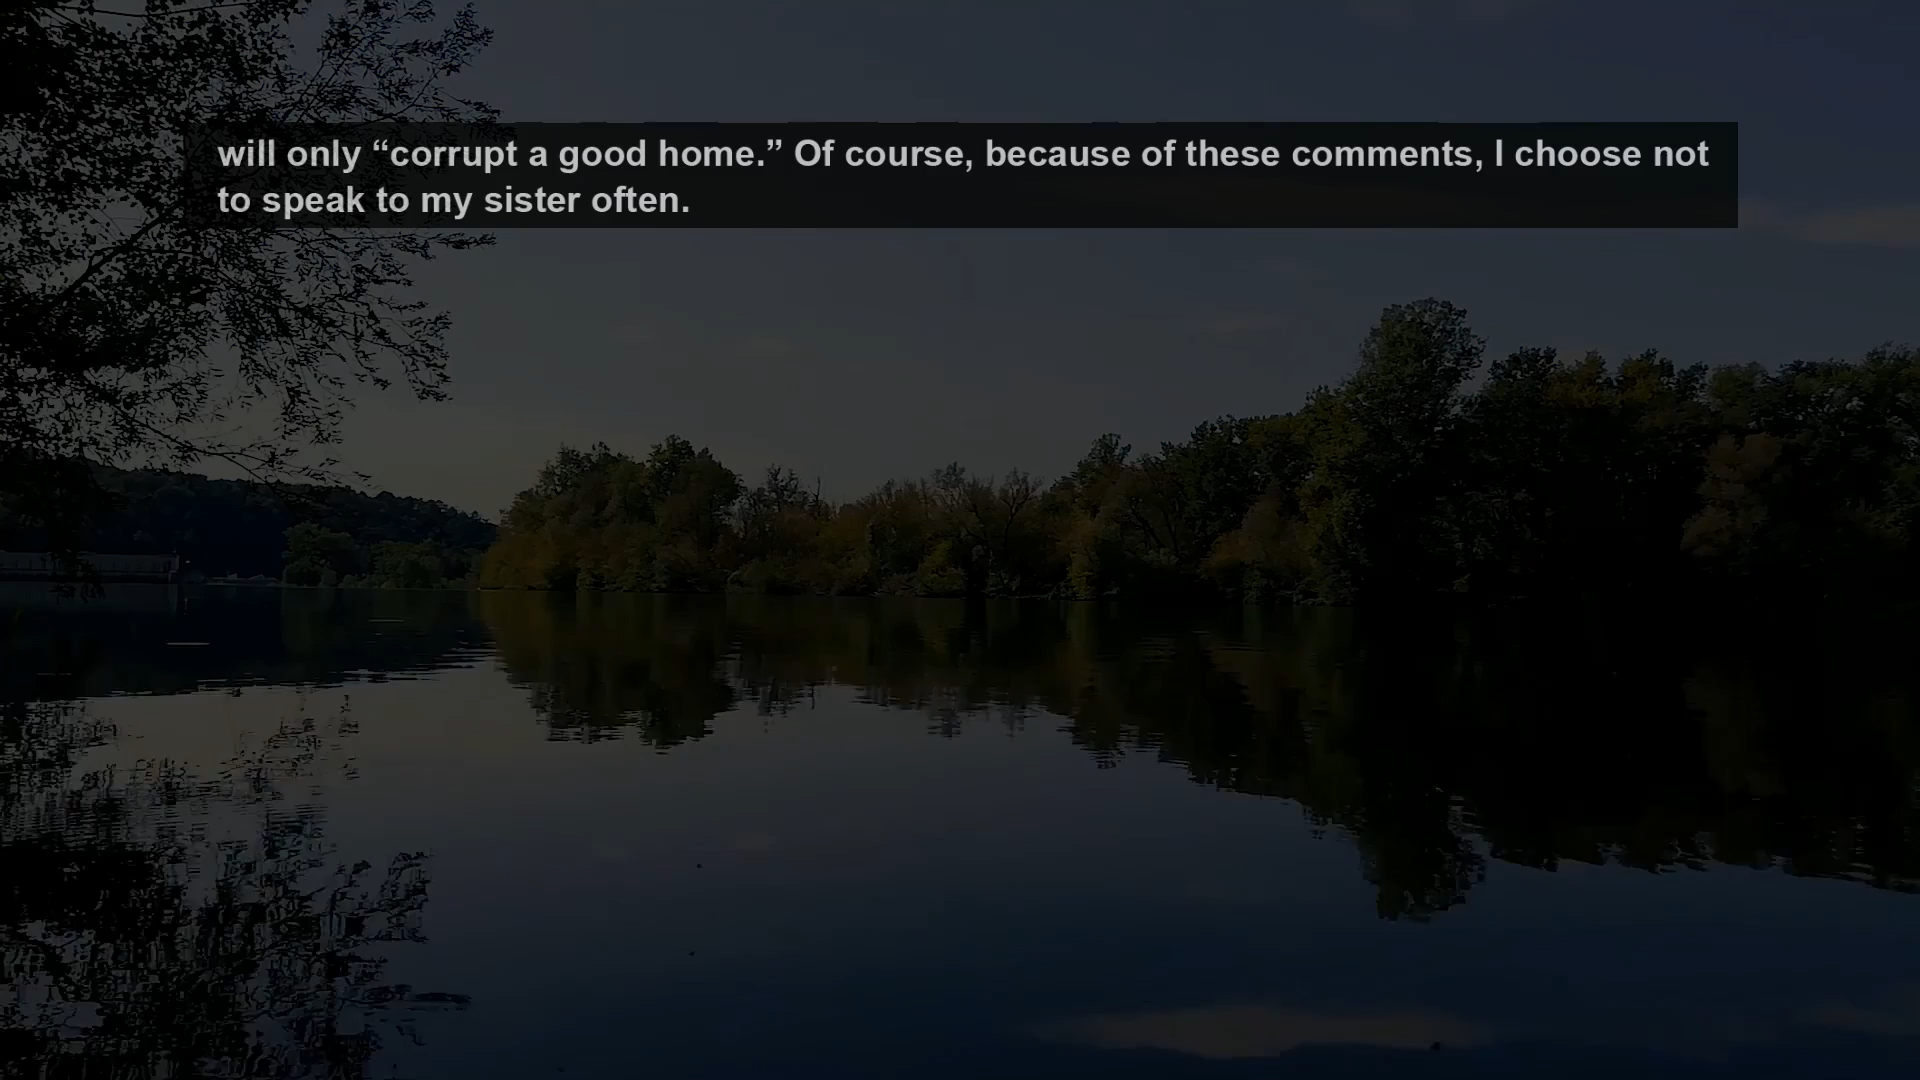 will only “corrupt a good home.” Of course, because of these comments, I choose not
to speak to my sister often.